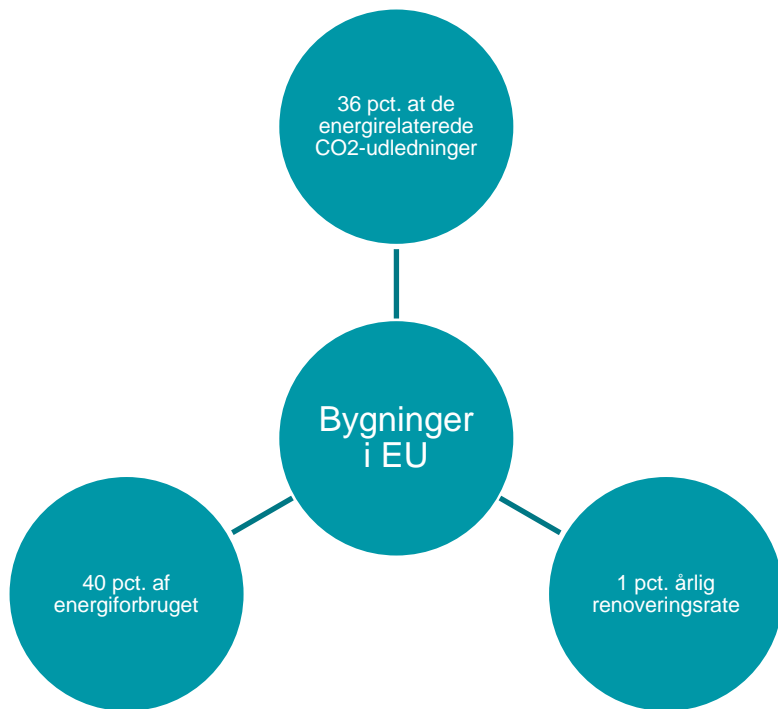 36 pct. at de
energirelaterede
CO2-udledninger
Bygninger
i EU
40 pct. af
energiforbruget
1 pct. årlig
renoveringsrate